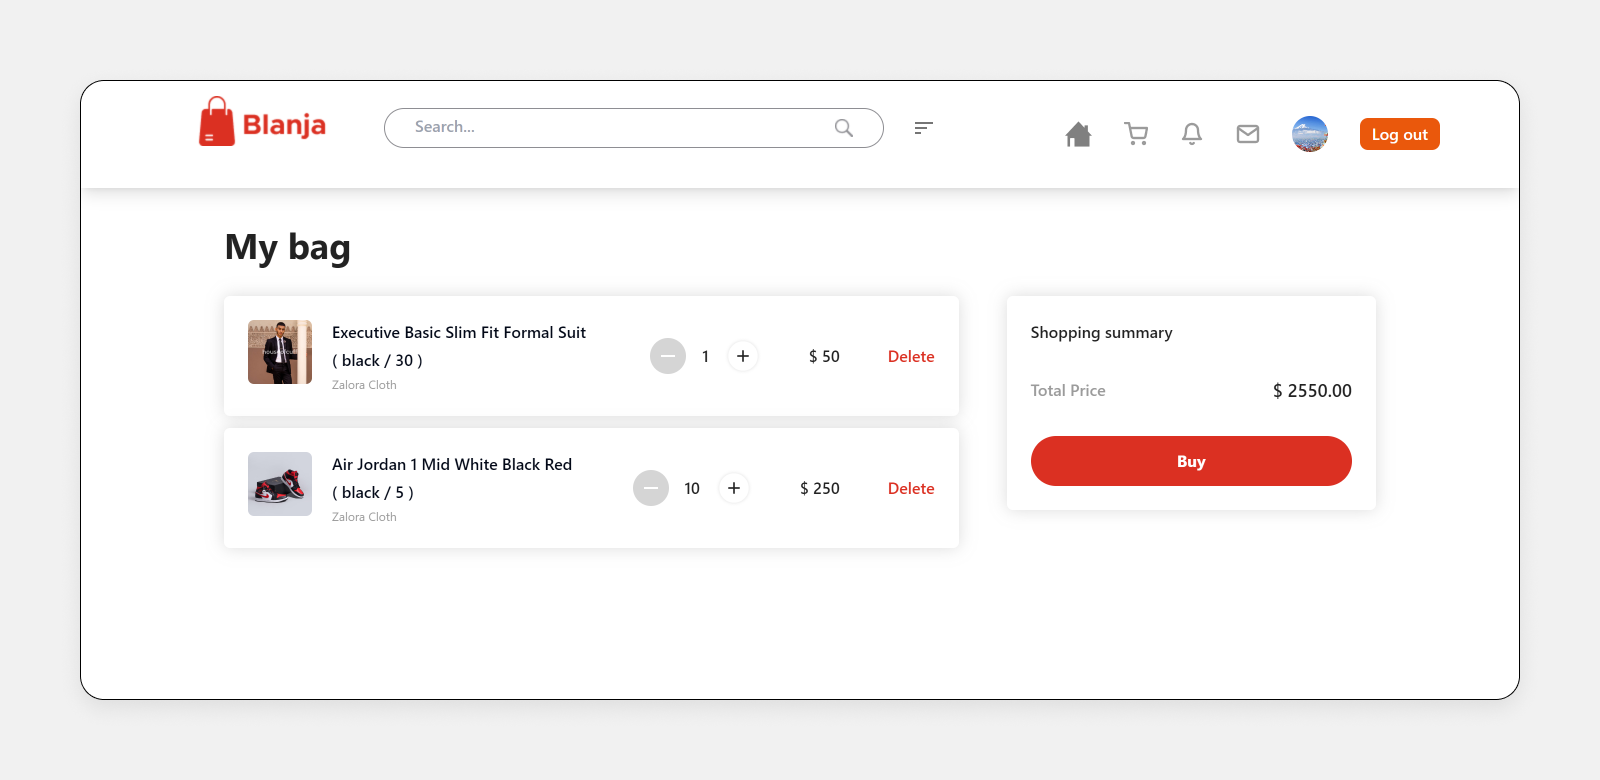 Blanja
Search...
Log out
My bag
Executive Basic Slim Fit Formal Suit
( black / 30 )
Zalora Cloth
1
$ 50
Delete
Air Jordan 1 Mid White Black Red
( black / 5 )
Zalora Cloth
10
$ 250
Delete
Shopping summary
Total Price
$ 2550.00
Buy